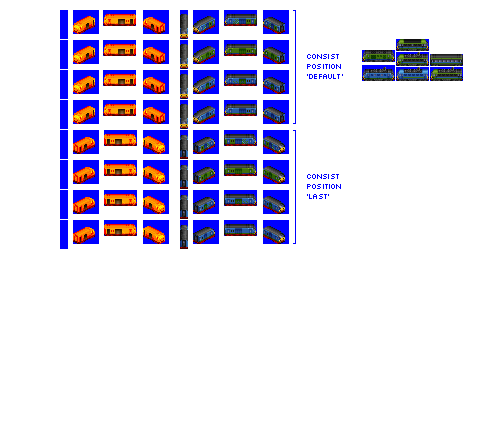 CONSIST
POSITION
'DEFAULT'
CONSIST
POSITION
'LAST'